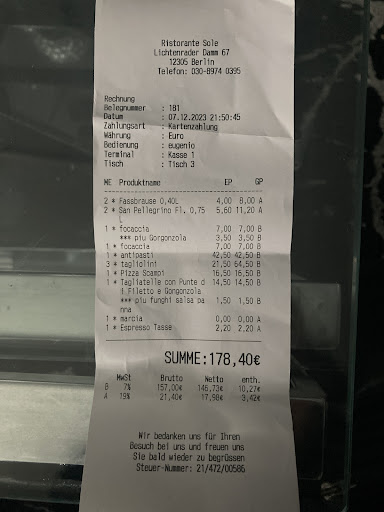 Ristorante Sole
Lichtenrader Damm 67
12305 Berlin
Telefon: 030-8974 0395
Rechnung
Belegnummer : 181
Datum : 07.12.2023 21:50:45
Zahlungsart : Kartenzahlung
Währung : Euro
Bedienung : eugenio
Terminal : Kasse 1
Tisch : Tisch 3
ME Produktname EP GP
2 * Fassbrause 0,40L 4,00 8,00 A
2 * San Pellegrino Fl. 0,75 5,60 11,20 A
L
1 * focaccia 7,00 7,00 B
*** piu Gorgonzola 3,50 3,50 B
1 * focaccia 7,00 7,00 B
1 * antipasti 42,50 42,50 B
3 * tagliolini 21,50 64,50 B
1 * Pizza Scampi 16,50 16,50 B
1 * Tagliatelle con Punte d 14,50 14,50 B
i Filetto e Gongonzola
*** piu funghi salsa pa 1,50 1,50 B
nna
1 * marcia 0,00 0,00 A
1 * Espresso Tasse 2,20 2,20 A
SUMME:178,40€
MwSt Brutto Netto enth.
B 7% 157,00€ 146,73€ 10,27€
A 19% 21,40€ 17,98€ 3,42€
Wir bedanken uns für Ihren
Besuch bei uns und freuen uns
Sie bald wieder zu begrüssen
Steuer-Nummer: 21/472/00586